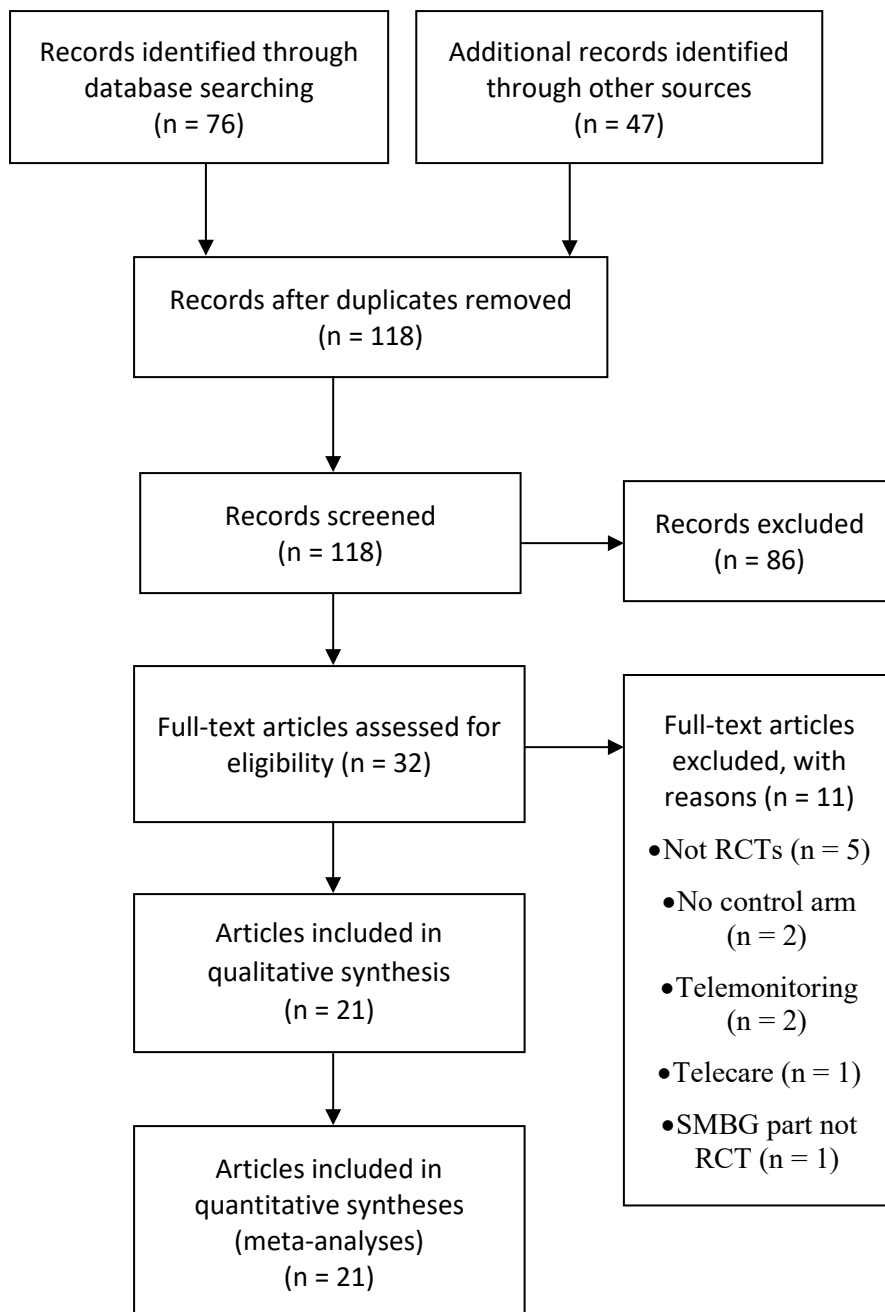 Records identified through
database searching
(n = 76)
Additional records identified
through other sources
(n = 47)
Records after duplicates removed
(n = 118)
Records screened
(n = 118)
Records excluded
(n = 86)
Full-text articles assessed for
eligibility (n = 32)
Full-text articles
excluded, with
reasons (n = 11)
•Not RCTs (n = 5)
•No control arm
(n = 2)
•Telemonitoring
(n = 2)
•Telecare (n = 1)
•SMBG part not
RCT (n = 1)
Articles included in
qualitative synthesis
(n = 21)
Articles included in
quantitative syntheses
(meta-analyses)
(n = 21)